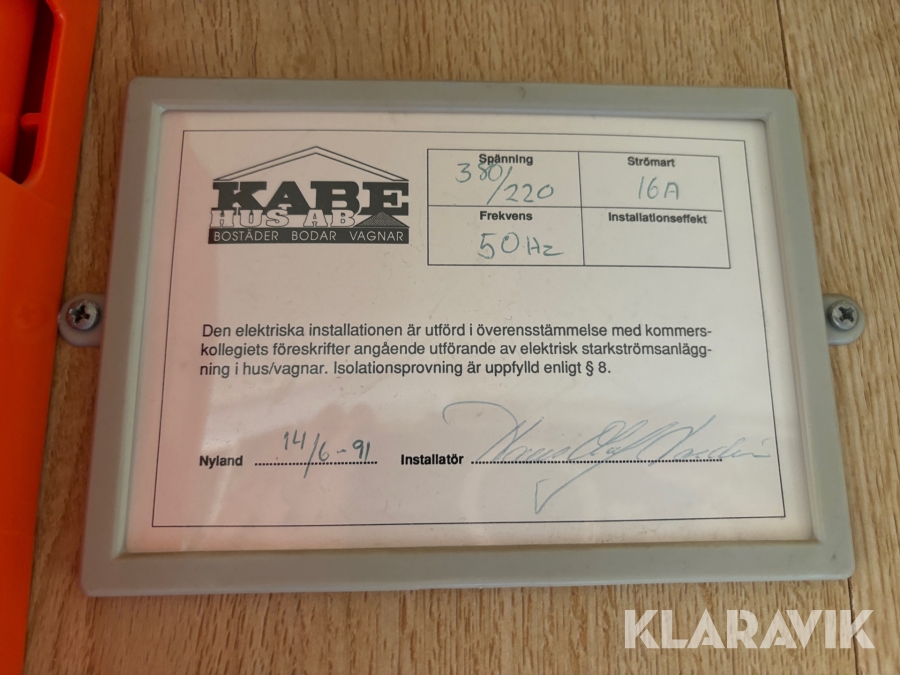 KABE
HUS AB
BOSTÄDER BODAR VAGNAR
Spänning
380/
/220
Strömart
16A
Frekvens
50 Hz
Installationseffekt
Den elektriska installationen är utförd i överensstämmelse med kommers-
kollegiets föreskrifter angående utförande av elektrisk starkströmsanlägg-
ning i hus/vagnar. Isolationsprovning är uppfylld enligt § 8.
Nyland 14/6-91 Installatör
KLARAVIK